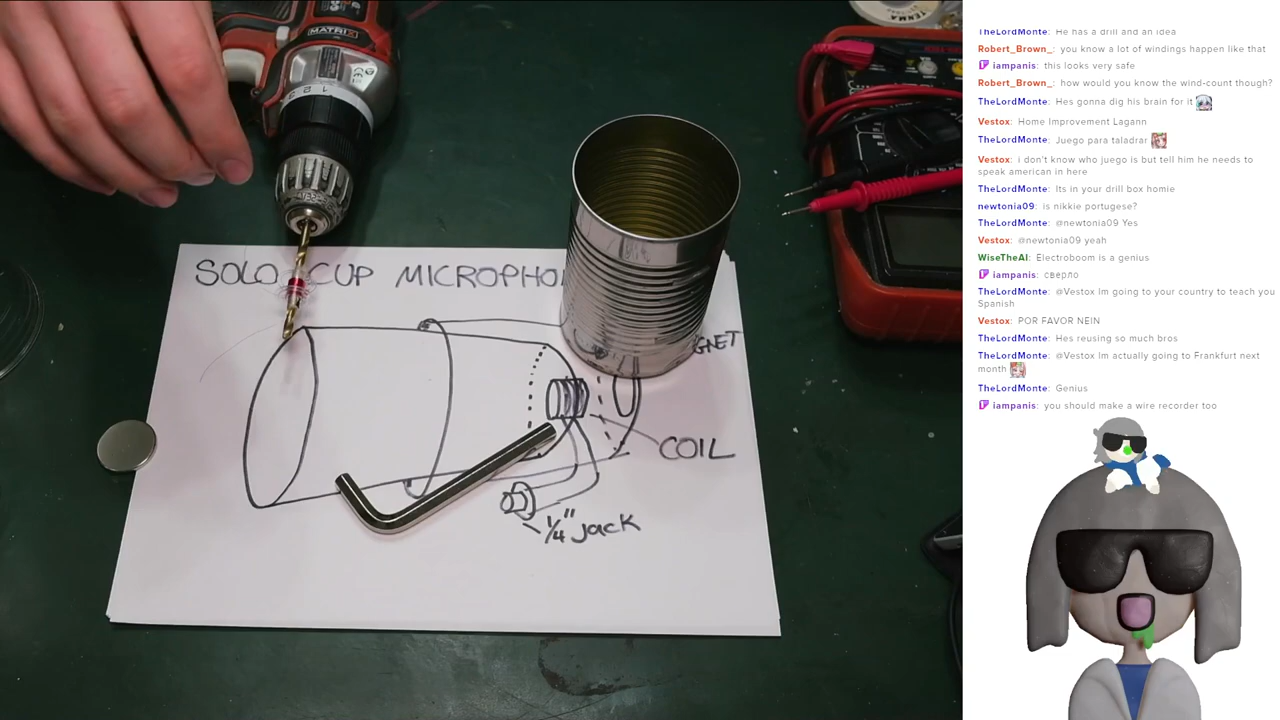 MATRIX
CE
1 2 3
TENMA
SOLO CUP MICROPHO
GNET
COIL
1/4" Jack
TheLordMonte: He has a drill and an idea
Robert_Brown_: you know a lot of windings happen like that
iampanis: this looks very safe
Robert_Brown_: how would you know the wind-count though?
TheLordMonte: Hes gonna dig his brain for it
Vestox: Home Improvement Lagann
TheLordMonte: Juego para taladrar
Vestox: i don't know who juego is but tell him he needs to
speak american in here
TheLordMonte: Its in your drill box homie
newtonia09: is nikkie portugese?
TheLordMonte: @newtonia09 Yes
Vestox: @newtonia09 yeah
WiseTheAI: Electroboom is a genius
iampanis: сверло
TheLordMonte: @Vestox Im going to your country to teach you
Spanish
Vestox: POR FAVOR NEIN
TheLordMonte: Hes reusing so much bros
TheLordMonte: @Vestox Im actually going to Frankfurt next
month
TheLordMonte: Genius
iampanis: you should make a wire recorder too